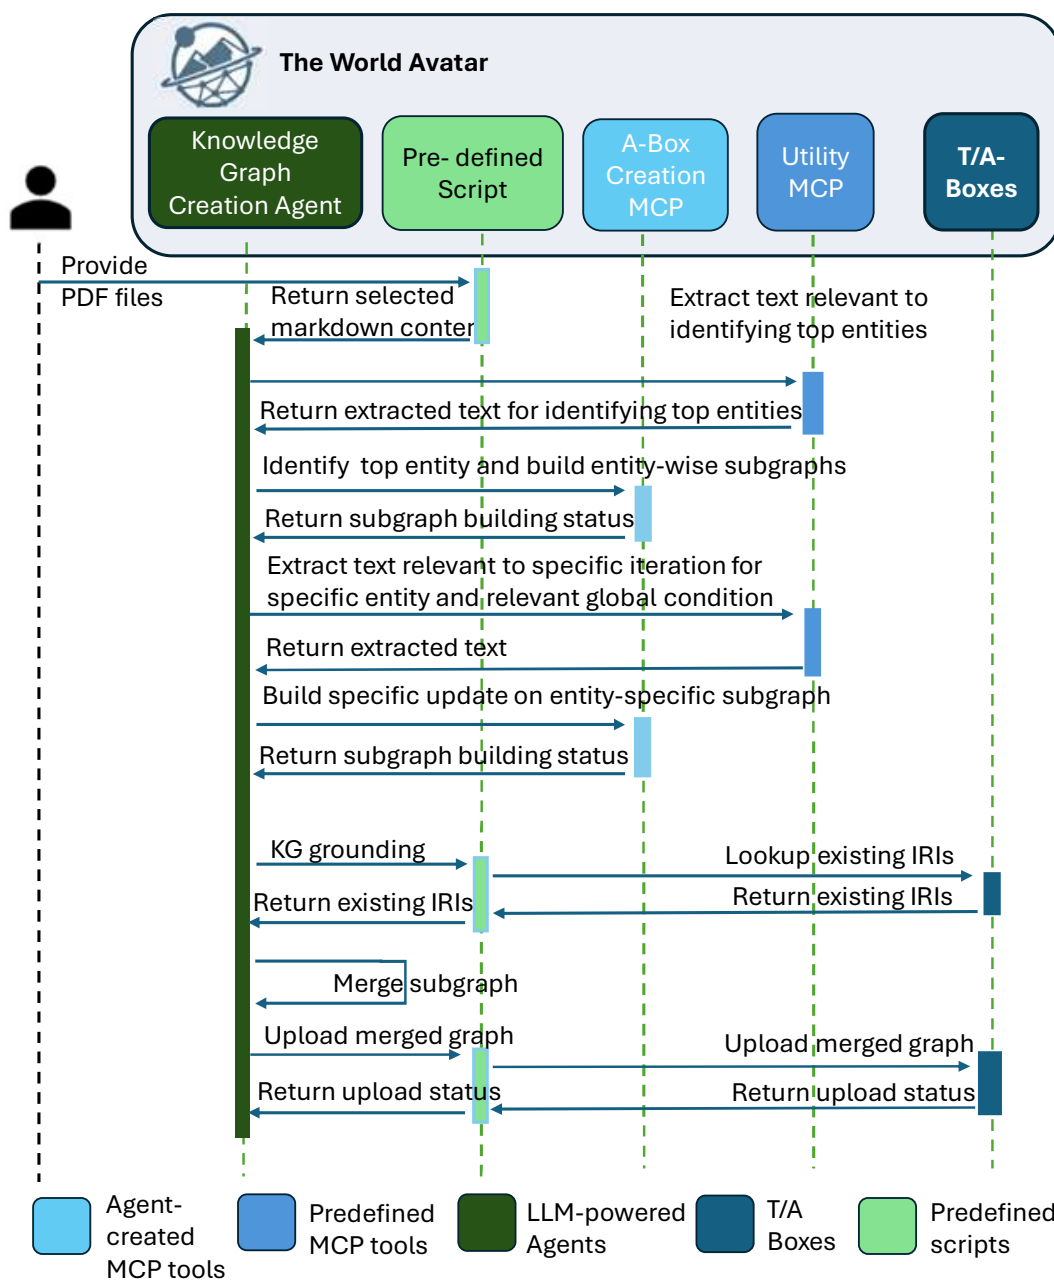 The World Avatar
Knowledge
Graph
Creation Agent
Pre- defined
Script
A-Box
Creation
MCP
Utility
MCP
T/A-
Boxes
Provide
PDF files
Return selected
markdown conten
Extract text relevant to
identifying top entities
Return extracted text for identifying top entities
Identify top entity and build entity-wise subgraphs
Return subgraph building status
Extract text relevant to specific iteration for
specific entity and relevant global condition
Return extracted text
Build specific update on entity-specific subgraph
Return subgraph building status
KG grounding
Lookup existing IRIs
Return existing IRIs
Return existing IRIs
Merge subgraph
Upload merged graph
Upload merged graph
Return upload status
Return upload status
Agent-
created
MCP tools
Predefined
MCP tools
LLM-powered
Agents
T/A
Boxes
Predefined
scripts